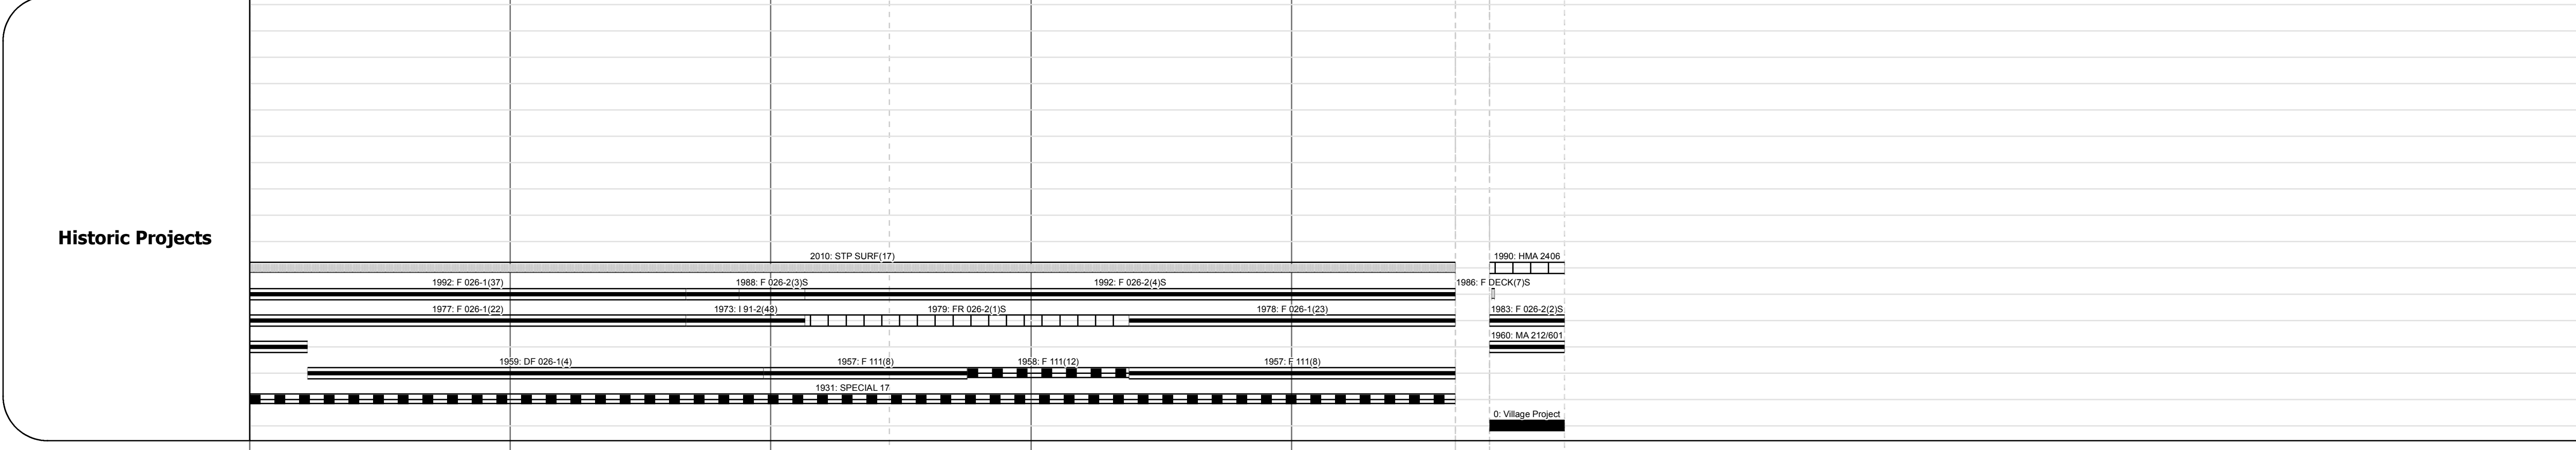 Historic Projects
2010: STP SURF(17)
1990: HMA 2406
1992: F 026-1(37)
1988: F 026-2(3)S
1992: F 026-2(4)S
1986: F DECK(7)S
1977: F 026-1(22)
1973: I 91-2(48)
1979: FR 026-2(1)S
1978: F 026-1(23)
1983: F 026-2(2)S
1960: MA 212/601
1959: DF 026-1(4)
1957: F 111(8)
1958: F 111(12)
1957: F 111(8)
1931: SPECIAL 17
0: Village Project